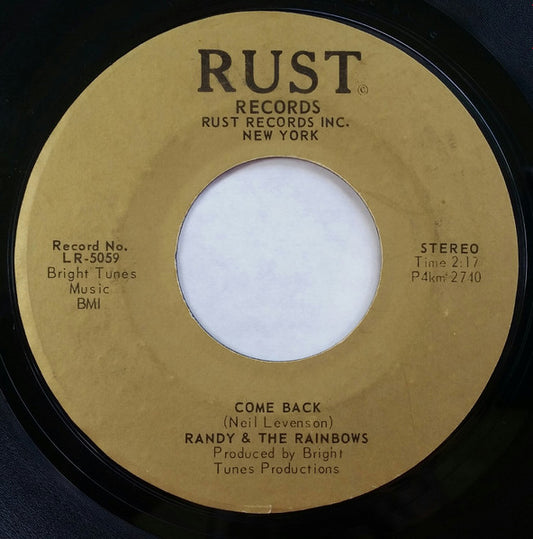 RUST ©
RECORDS
RUST RECORDS INC.
NEW YORK
Record No.
LR-5059
Bright Tunes
Music
BMI
STEREO
Time 2:17
P4km-2740
COME BACK
(Neil Levenson)
RANDY & THE RAINBOWS
Produced by Bright
Tunes Productions